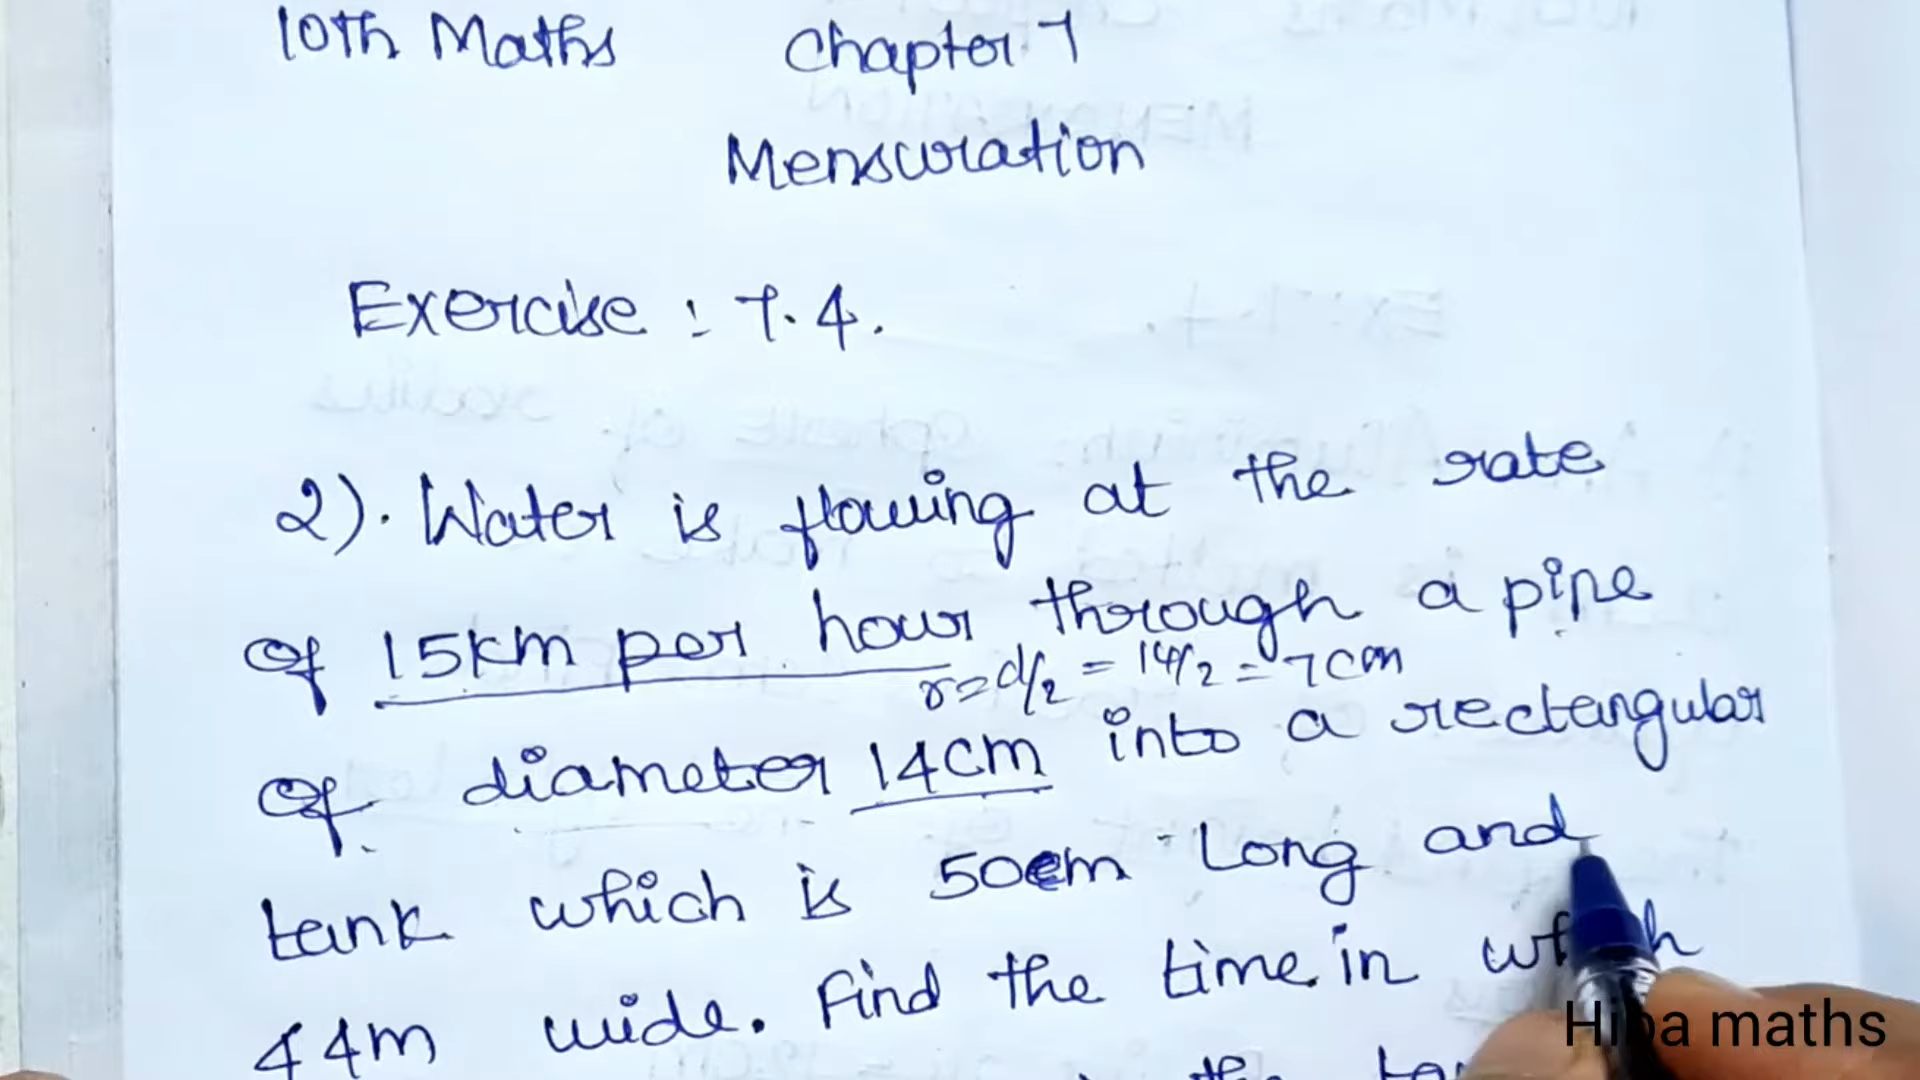 10th Maths Chapter 7
Mensuration
Exercise : 7.4.
2). Water is flowing at the rate
of 15km per hour through a pipe
r=d/2 = 14/2 = 7cm
of diameter 14cm into a rectangular
tank which is 50cm long and
44m wide. Find the time in
the
Hiba maths